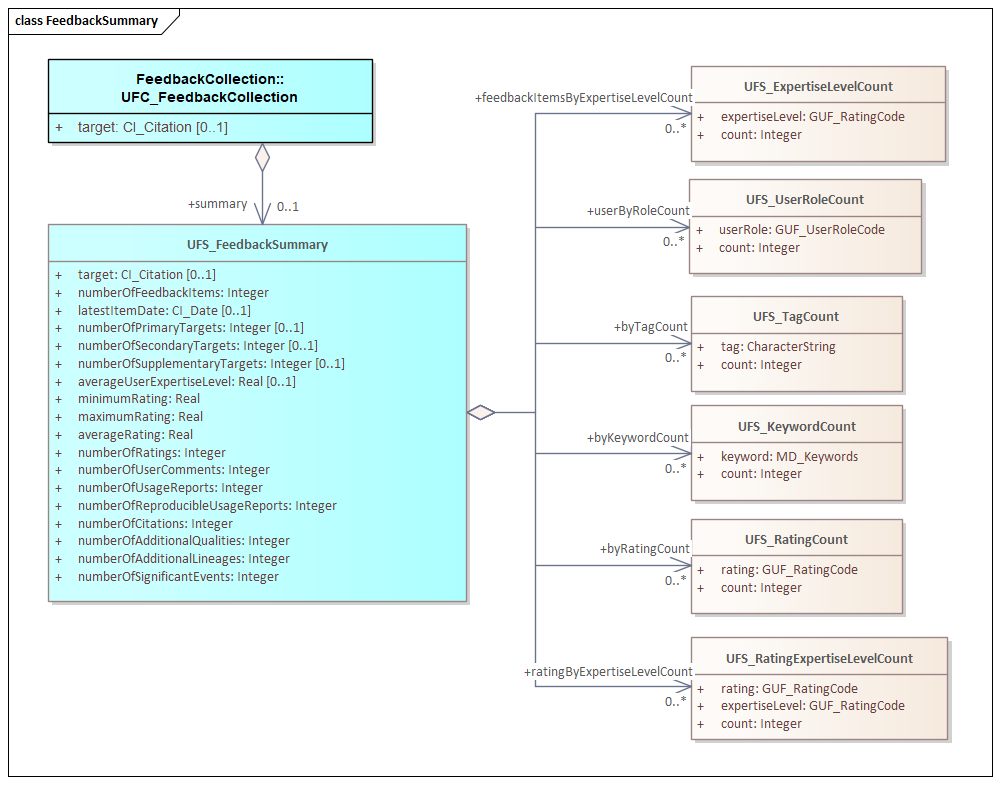 class FeedbackSummary
FeedbackCollection::
UFC_FeedbackCollection
+ target: CI_Citation [0..1]
+summary
0..1
UFS_FeedbackSummary
+ target: CI_Citation [0..1]
+ numberOfFeedbackItems: Integer
+ latestItemDate: CI_Date [0..1]
+ numberOfPrimaryTargets: Integer [0..1]
+ numberOfSecondaryTargets: Integer [0..1]
+ numberOfSupplementaryTargets: Integer [0..1]
+ averageUserExpertiseLevel: Real [0..1]
+ minimumRating: Real
+ maximumRating: Real
+ averageRating: Real
+ numberOfRatings: Integer
+ numberOfUserComments: Integer
+ numberOfUsageReports: Integer
+ numberOfReproducibleUsageReports: Integer
+ numberOfCitations: Integer
+ numberOfAdditionalQualities: Integer
+ numberOfAdditionalLineages: Integer
+ numberOfSignificantEvents: Integer
+feedbackItemsByExpertiseLevelCount
0..*
UFS_ExpertiseLevelCount
+ expertiseLevel: GUF_RatingCode
+ count: Integer
+userByRoleCount
0..*
UFS_UserRoleCount
+ userRole: GUF_UserRoleCode
+ count: Integer
+byTagCount
0..*
UFS_TagCount
+ tag: CharacterString
+ count: Integer
+byKeywordCount
0..*
UFS_KeywordCount
+ keyword: MD_Keywords
+ count: Integer
+byRatingCount
0..*
UFS_RatingCount
+ rating: GUF_RatingCode
+ count: Integer
+ratingByExpertiseLevelCount
0..*
UFS_RatingExpertiseLevelCount
+ rating: GUF_RatingCode
+ expertiseLevel: GUF_RatingCode
+ count: Integer